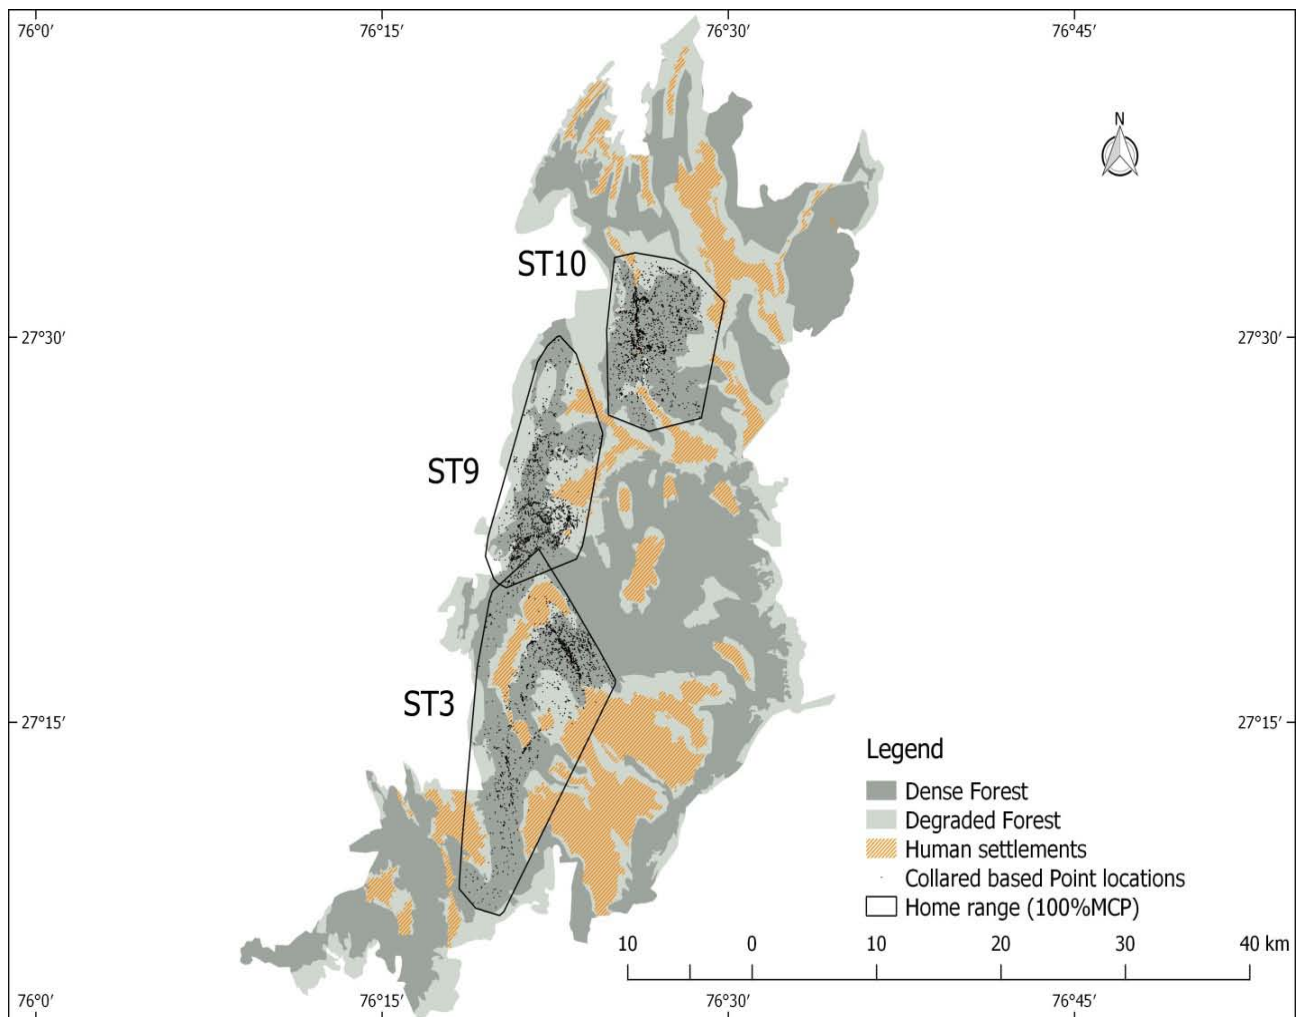 76°0′ 76°15′ 76°30′ 76°45′
N
ST10
27°30′ 27°30′
ST9
ST3
27°15′ 27°15′
Legend
Dense Forest
Degraded Forest
Human settlements
Collared based Point locations
Home range (100%MCP)
10 0 10 20 30 40 km
76°0′ 76°15′ 76°30′ 76°45′